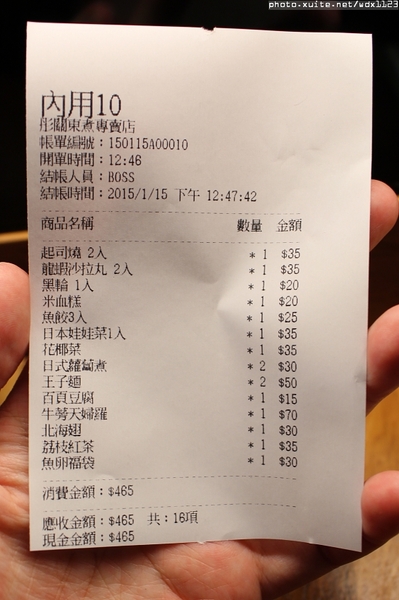 photo.xuite.net/wdx1123
內用10
彤關東煮專賣店
帳單編號：150115A00010
開單時間：12:46
結帳人員：BOSS
結帳時間：2015/1/15 下午 12:47:42
商品名稱 數量 金額
起司燒 2入 * 1 $35
龍蝦沙拉丸 2入 * 1 $35
黑輪 1入 * 1 $20
米血糕 * 1 $20
魚餃3入 * 1 $25
日本娃娃菜1入 * 1 $35
花椰菜 * 1 $35
日式蘿蔔煮 * 2 $30
王子麵 * 2 $50
百頁豆腐 * 1 $15
牛蒡天婦羅 * 1 $70
北海翅 * 1 $30
荔枝紅茶 * 1 $35
魚卵福袋 * 1 $30
消費金額：$465
應收金額：$465 共：16項
現金金額：$465